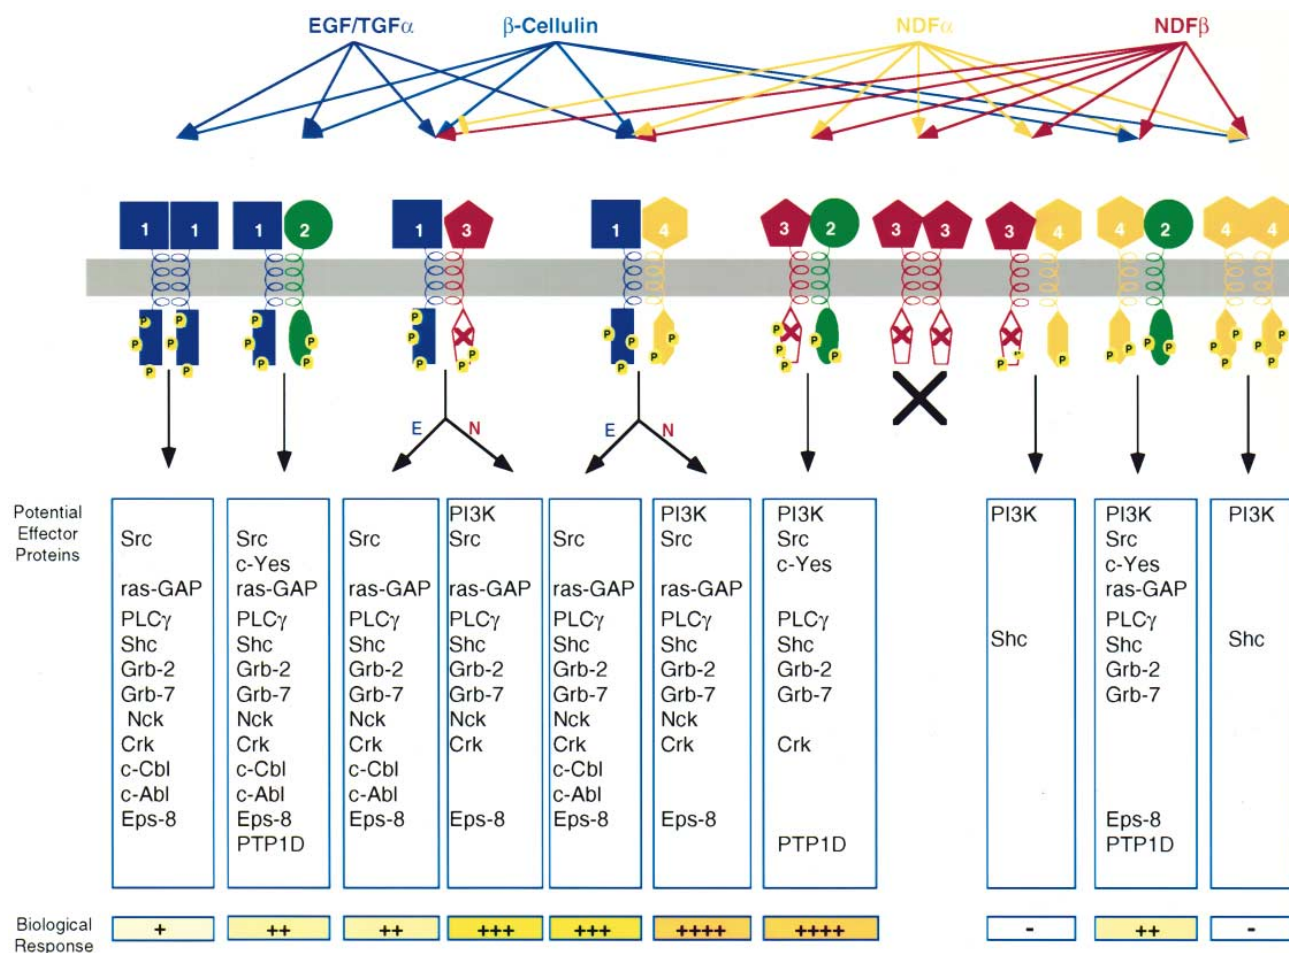 EGF/TGFα β-Cellulin NDFα NDFβ
1 1 1 2 1 3 1 4 3 2 3 3 3 4 4 2 4 4
P P P P P P P P P P P P P P P P P P P P P P P P P P P P P P P P P P
E N E N
Potential Effector Proteins
Src
ras-GAP
PLCγ
Shc
Grb-2
Grb-7
Nck
Crk
c-Cbl
c-Abl
Eps-8
Src
c-Yes
ras-GAP
PLCγ
Shc
Grb-2
Grb-7
Nck
Crk
c-Cbl
c-Abl
Eps-8
PTP1D
Src
ras-GAP
PLCγ
Shc
Grb-2
Grb-7
Nck
Crk
c-Cbl
c-Abl
Eps-8
PI3K
Src
ras-GAP
PLCγ
Shc
Grb-2
Grb-7
Nck
Crk
Eps-8
Src
ras-GAP
PLCγ
Shc
Grb-2
Grb-7
Nck
Crk
c-Cbl
c-Abl
Eps-8
PI3K
Src
ras-GAP
PLCγ
Shc
Grb-2
Grb-7
Nck
Crk
Eps-8
PI3K
Src
c-Yes
PLCγ
Shc
Grb-2
Grb-7
Crk
PTP1D
PI3K
Shc
PI3K
Src
c-Yes
ras-GAP
PLCγ
Shc
Grb-2
Grb-7
Eps-8
PTP1D
PI3K
Shc
Biological Response
+ ++ ++ +++ +++ ++++ ++++ - ++ -